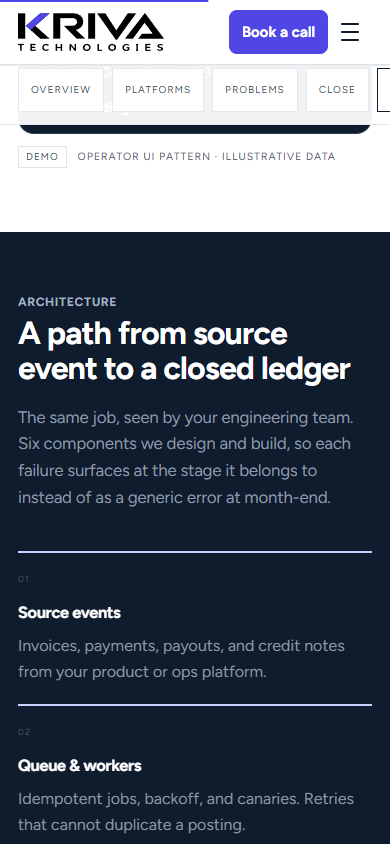 KRIVA
TECHNOLOGIES
Book a call
OVERVIEW
PLATFORMS
PROBLEMS
CLOSE
DEMO
OPERATOR UI PATTERN · ILLUSTRATIVE DATA
ARCHITECTURE
A path from source
event to a closed ledger
The same job, seen by your engineering team.
Six components we design and build, so each
failure surfaces at the stage it belongs to
instead of as a generic error at month-end.
01
Source events
Invoices, payments, payouts, and credit notes
from your product or ops platform.
02
Queue & workers
Idempotent jobs, backoff, and canaries. Retries
that cannot duplicate a posting.